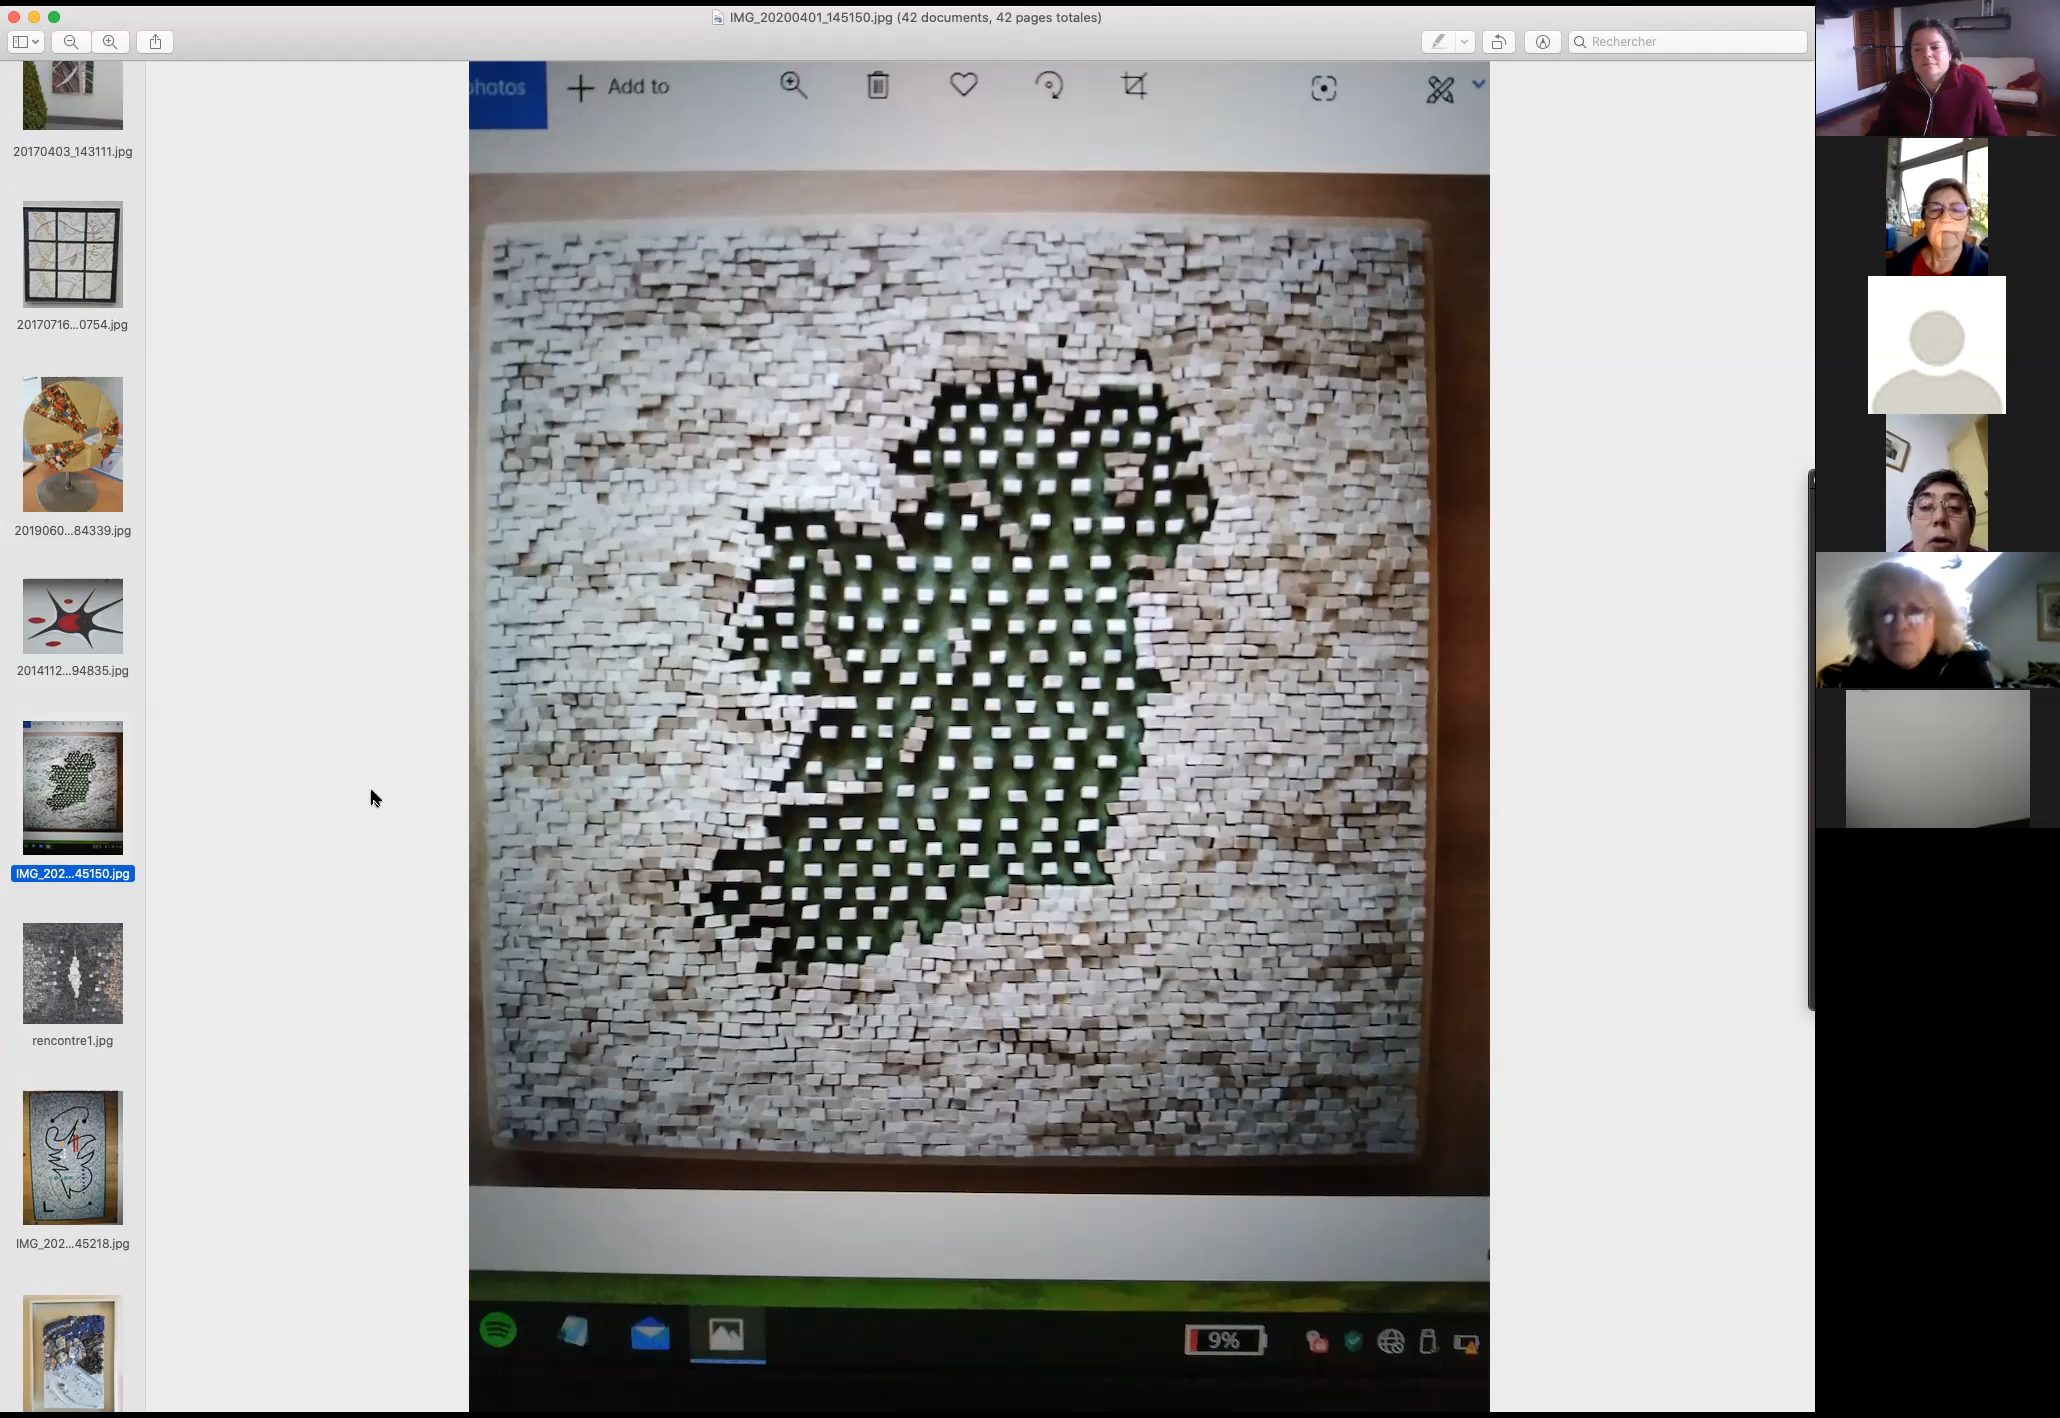 IMG_20200401_145150.jpg (42 documents, 42 pages totales)
Rechercher
20170403_143111.jpg
20170716...0754.jpg
2019060...84339.jpg
2014112...94835.jpg
IMG_202...45150.jpg
rencontre1.jpg
IMG_202...45218.jpg
photos
Add to
9%